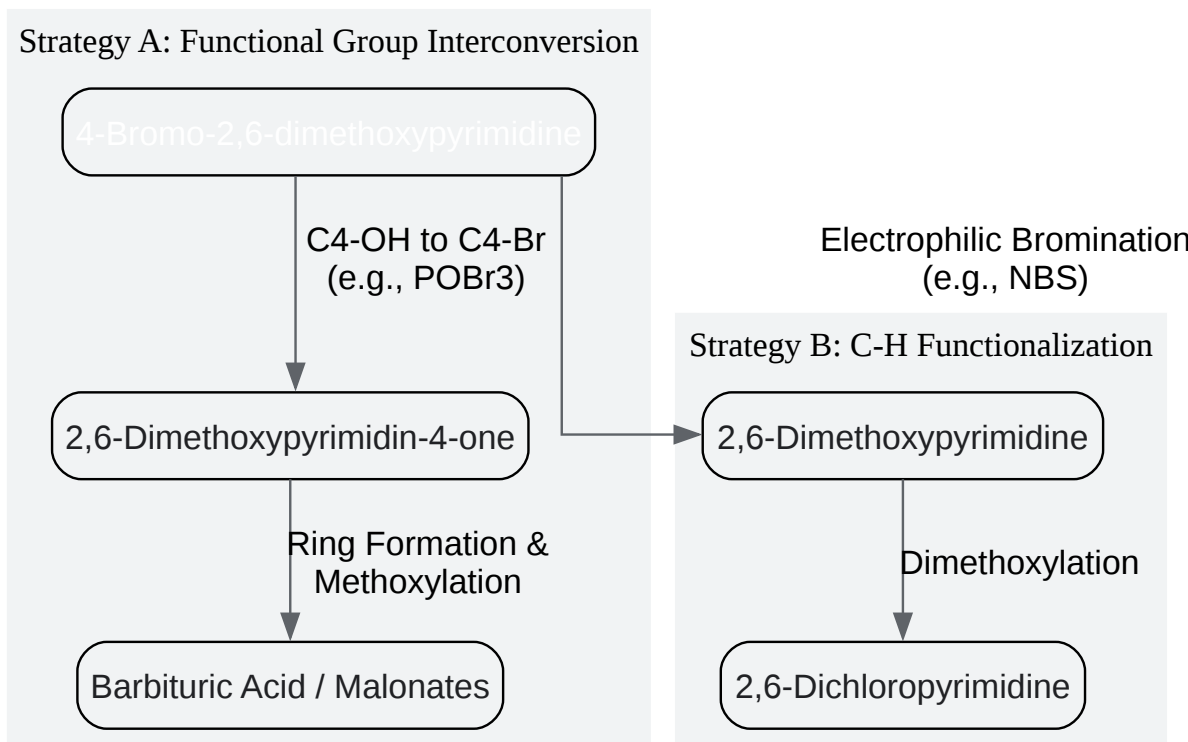 Strategy A: Functional Group Interconversion
4-Bromo-2,6-dimethoxypyrimidine
C4-OH to C4-Br
(e.g., POBr3)
Electrophilic Bromination
(e.g., NBS)
Strategy B: C-H Functionalization
2,6-Dimethoxypyrimidin-4-one
2,6-Dimethoxypyrimidine
Ring Formation &
Methoxylation
Dimethoxylation
Barbituric Acid / Malonates
2,6-Dichloropyrimidine